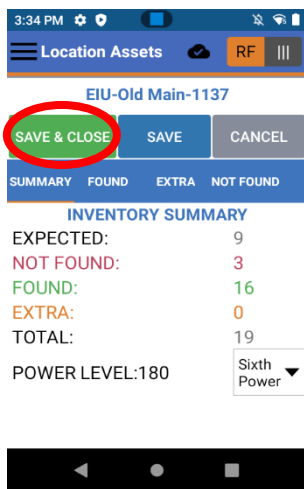 3:34 PM
Location Assets RF
EIU-Old Main-1137
SAVE & CLOSE SAVE CANCEL
SUMMARY FOUND EXTRA NOT FOUND
INVENTORY SUMMARY
EXPECTED: 9
NOT FOUND: 3
FOUND: 16
EXTRA: 0
TOTAL: 19
POWER LEVEL:180 Sixth
Power